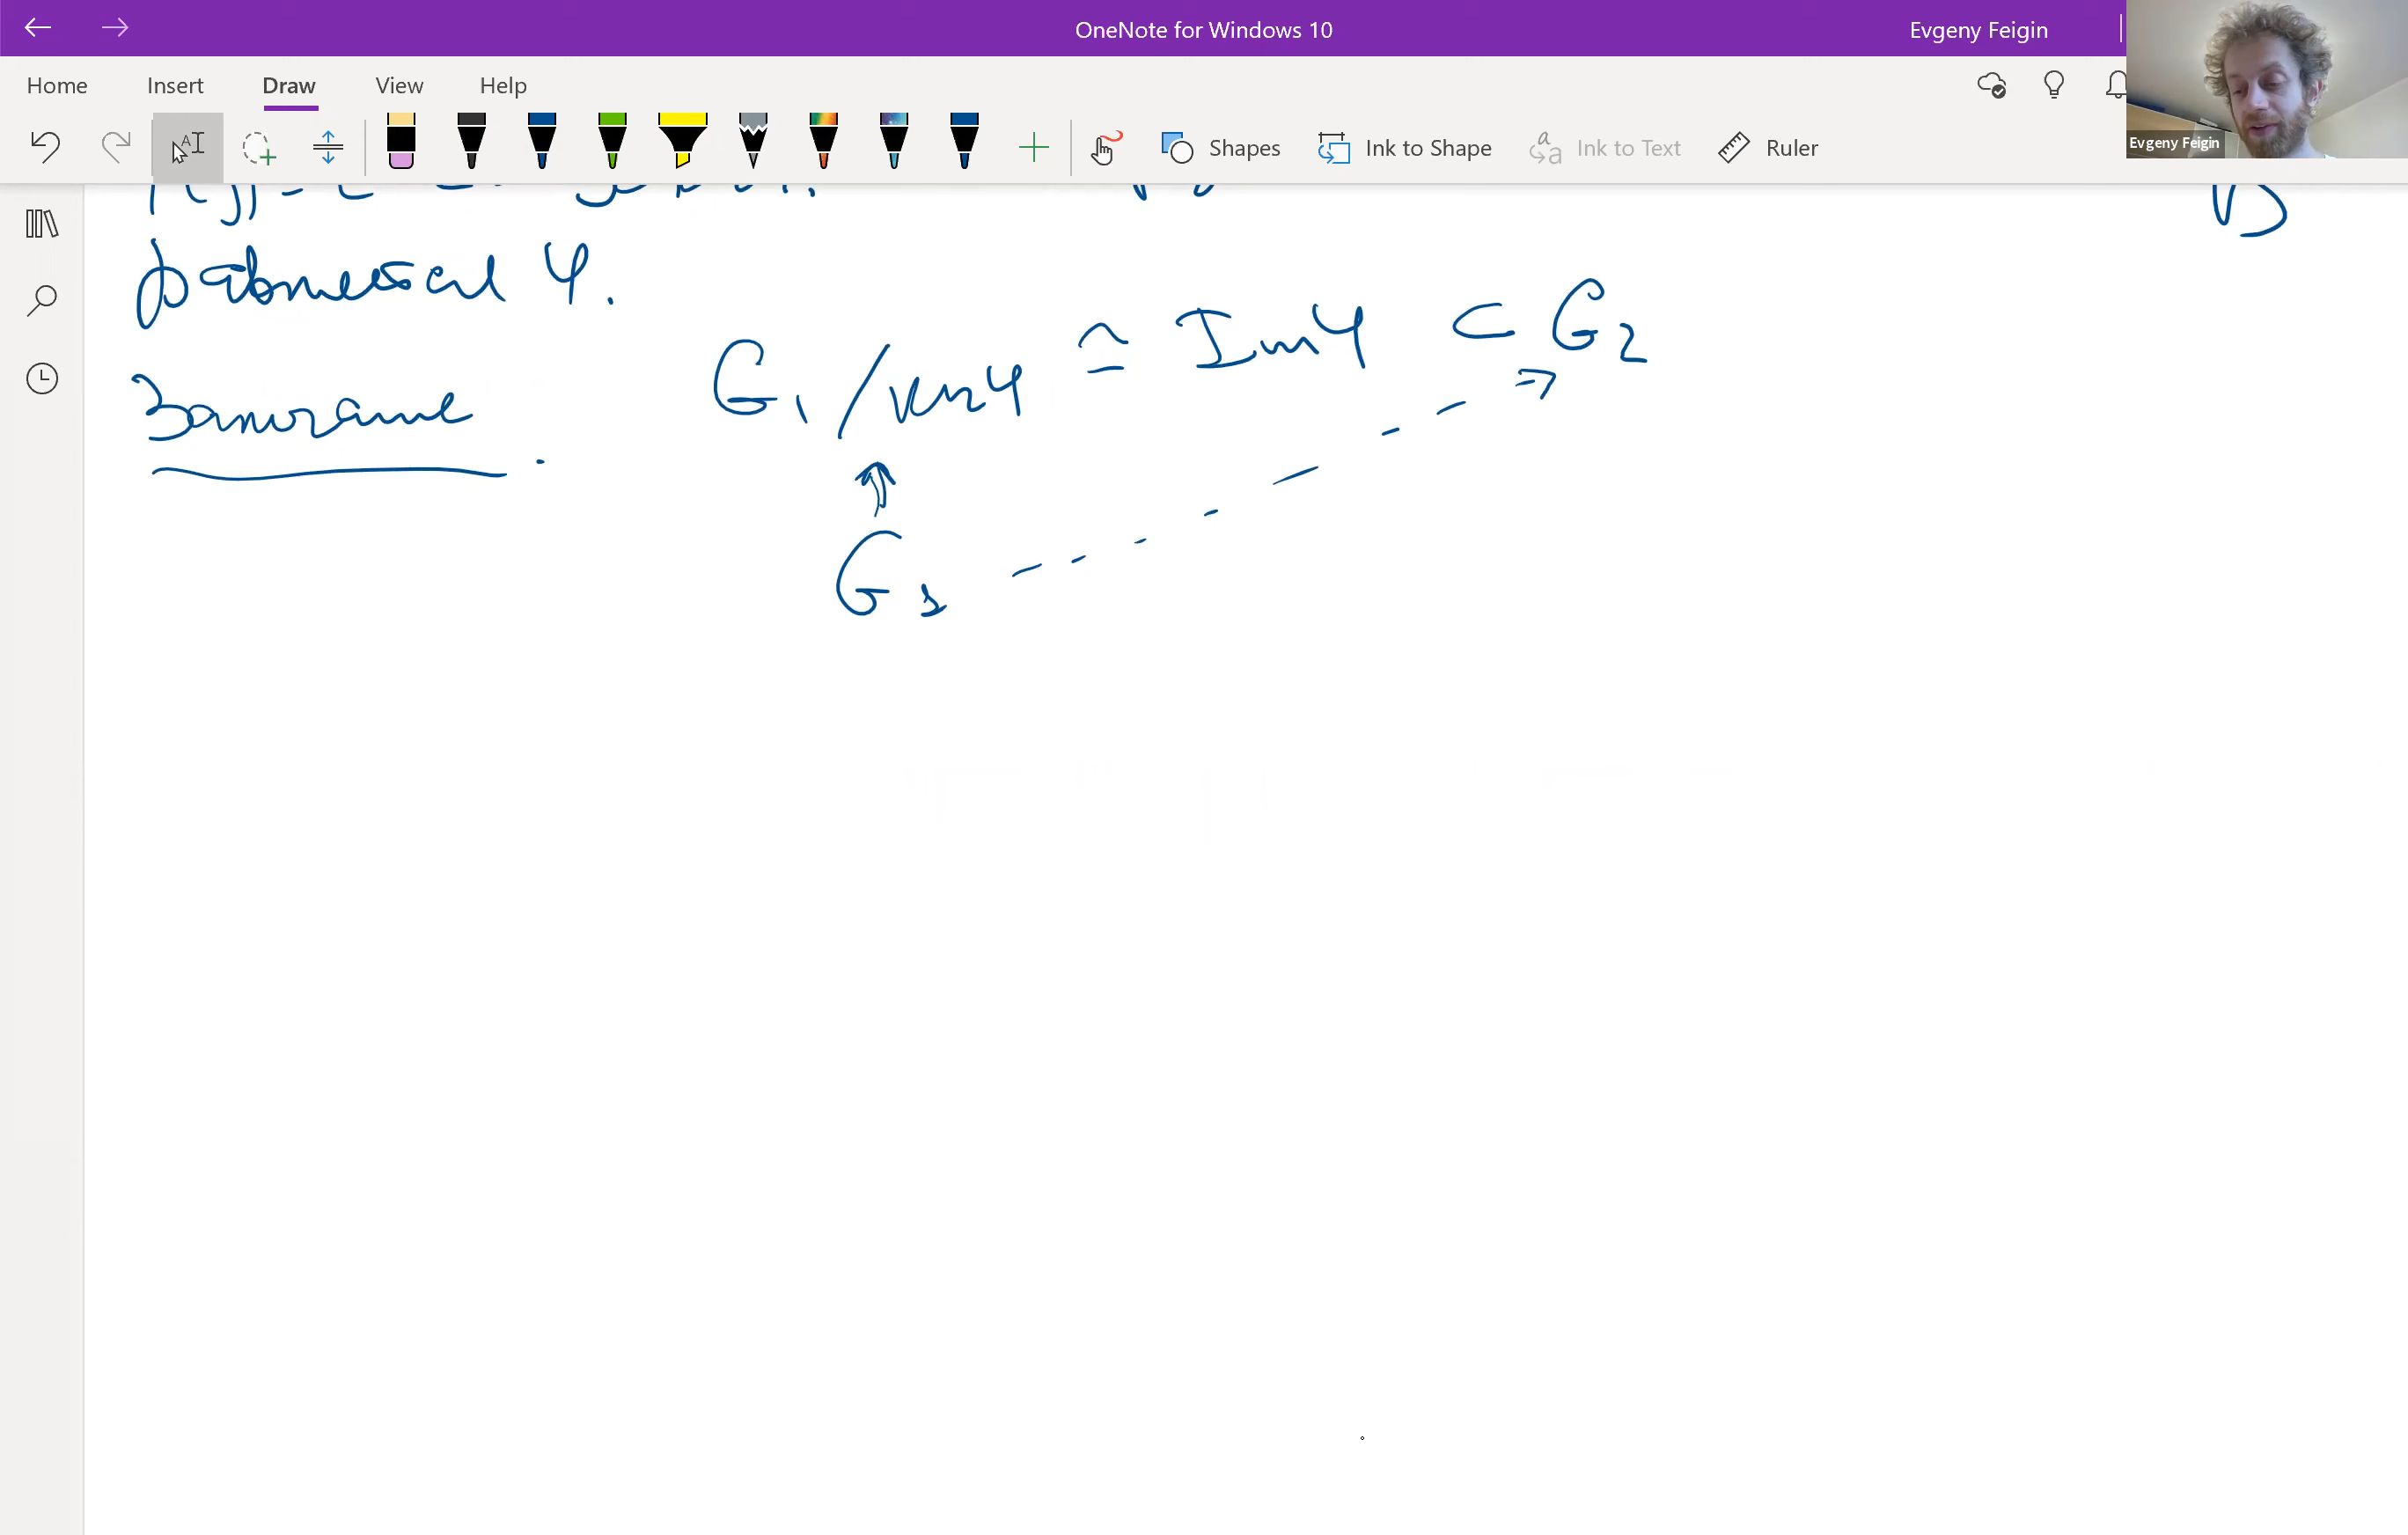 OneNote for Windows 10
Evgeny Feigin
Home Insert Draw View Help
Shapes Ink to Shape Ink to Text Ruler
Evgeny Feigin
φ.
G₁/Ker φ ≅ Im φ ⊂ G₂
Замечание.
G₁